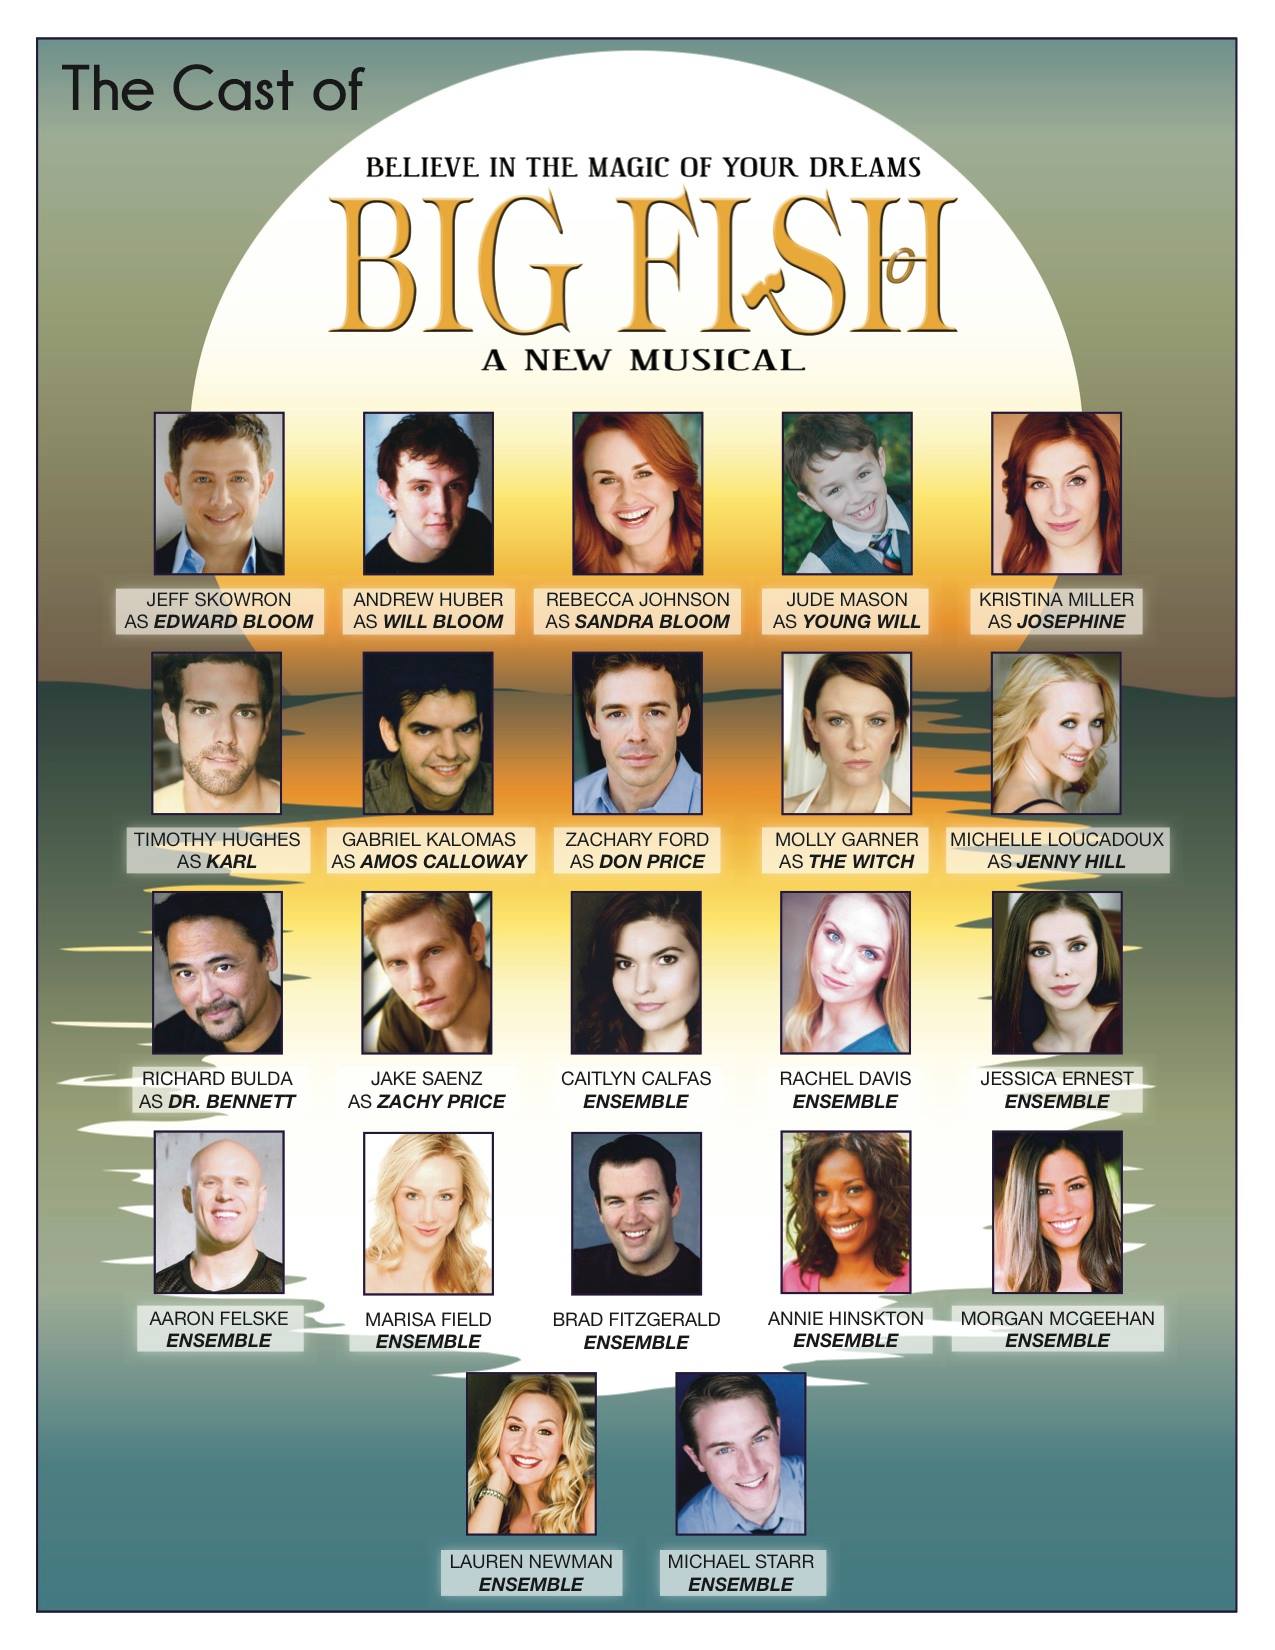 The Cast of
BELIEVE IN THE MAGIC OF YOUR DREAMS
BIG FISH
A NEW MUSICAL
JEFF SKOWRON
AS EDWARD BLOOM
ANDREW HUBER
AS WILL BLOOM
REBECCA JOHNSON
AS SANDRA BLOOM
JUDE MASON
AS YOUNG WILL
KRISTINA MILLER
AS JOSEPHINE
TIMOTHY HUGHES
AS KARL
GABRIEL KALOMAS
AS AMOS CALLOWAY
ZACHARY FORD
AS DON PRICE
MOLLY GARNER
AS THE WITCH
MICHELLE LOUCADOUX
AS JENNY HILL
RICHARD BULDA
AS DR. BENNETT
JAKE SAENZ
AS ZACHY PRICE
CAITLYN CALFAS
ENSEMBLE
RACHEL DAVIS
ENSEMBLE
JESSICA ERNEST
ENSEMBLE
AARON FELSKE
ENSEMBLE
MARISA FIELD
ENSEMBLE
BRAD FITZGERALD
ENSEMBLE
ANNIE HINSKTON
ENSEMBLE
MORGAN MCGEEHAN
ENSEMBLE
LAUREN NEWMAN
ENSEMBLE
MICHAEL STARR
ENSEMBLE